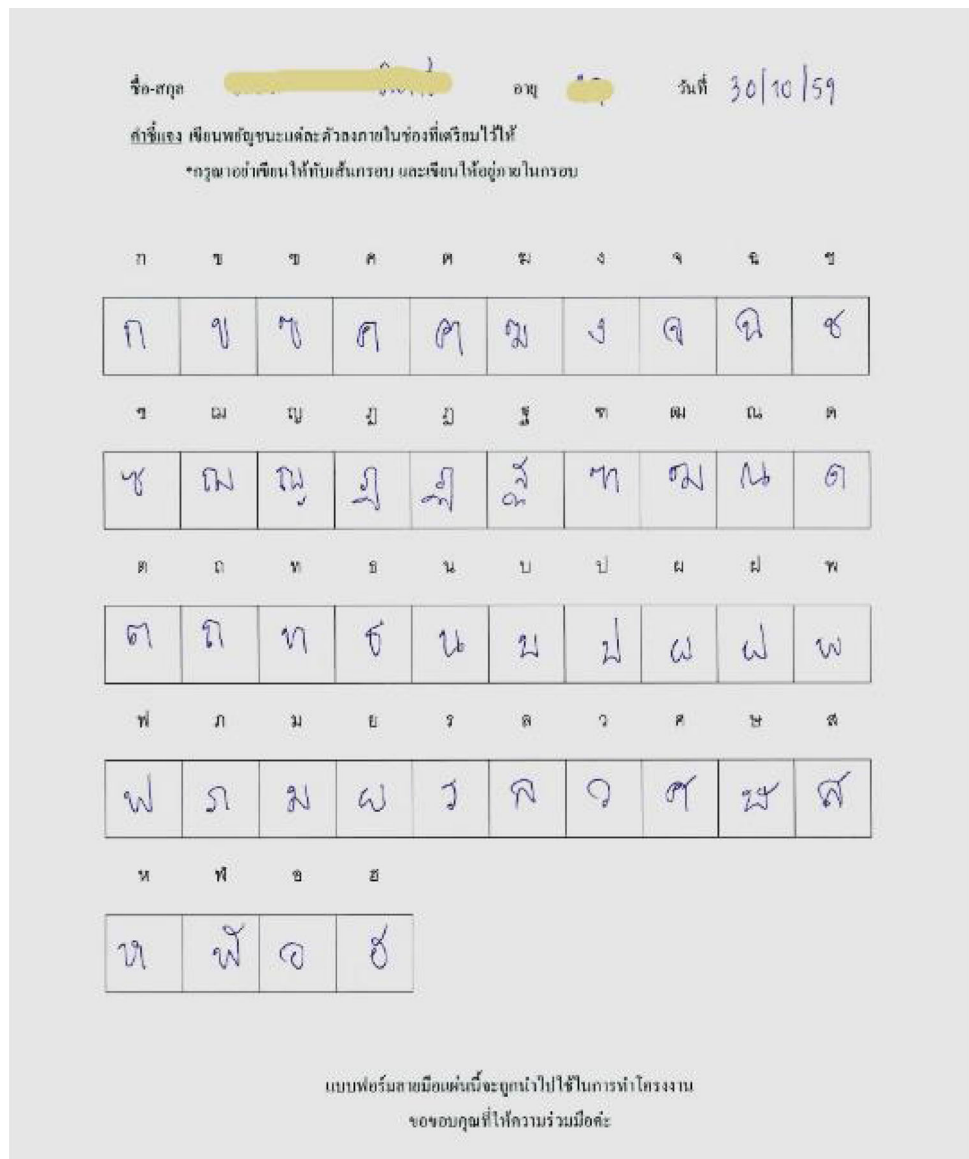 ชื่อ-สกุล อายุ วันที่ 30/10/59
คำชี้แจง เขียนพยัญชนะแต่ละตัวลงภายในช่องที่เตรียมไว้ให้
*กรุณาอย่าเขียนให้ทับเส้นกรอบ และเขียนให้อยู่ภายในกรอบ
ก ข ฃ ค ฅ ฆ ง จ ฉ ช
ก ข ฃ ค ฅ ฆ ง จ ฉ ช
ซ ฌ ญ ฎ ฏ ฐ ฑ ฒ ณ ด
ซ ฌ ญ ฎ ฏ ฐ ฑ ฒ ณ ด
ต ถ ท ธ น บ ป ผ ฝ พ
ต ถ ท ธ น บ ป ผ ฝ พ
ฟ ภ ม ย ร ล ว ศ ษ ส
ฟ ภ ม ย ร ล ว ศ ษ ส
ห ฬ อ ฮ
ห ฬ อ ฮ
แบบฟอร์มลายมือแผ่นนี้จะถูกนำไปใช้ในการทำโครงงาน
ขอขอบคุณที่ให้ความร่วมมือค่ะ